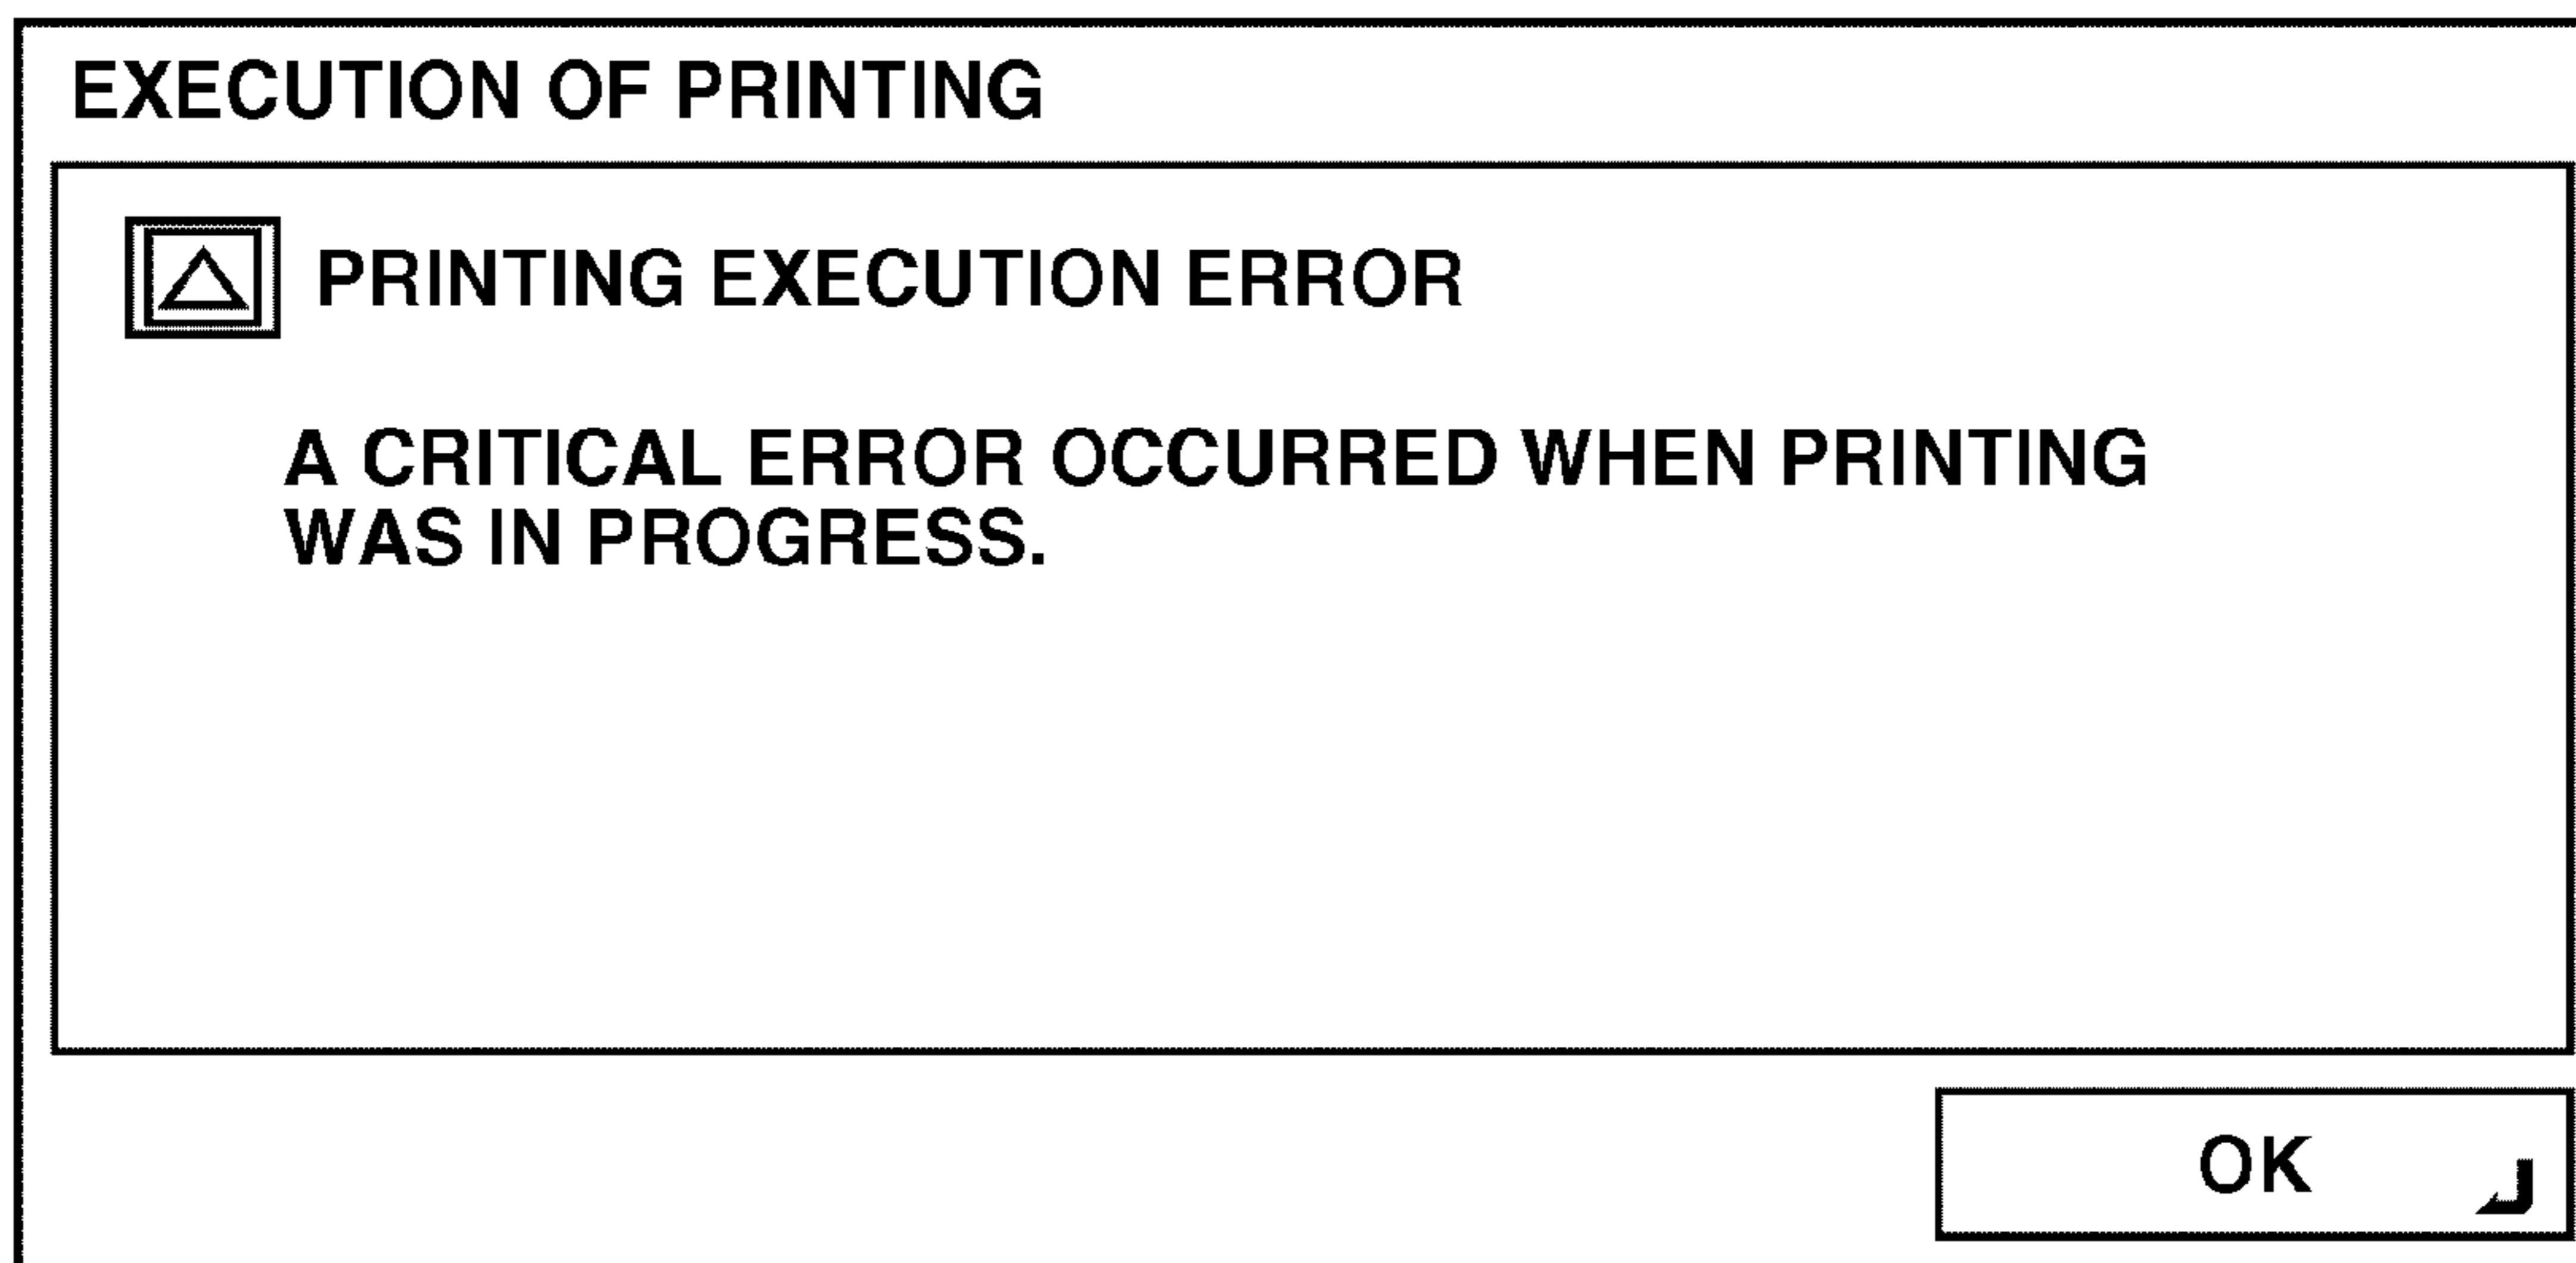 EXECUTION OF PRINTING
PRINTING EXECUTION ERROR
A CRITICAL ERROR OCCURRED WHEN PRINTING
WAS IN PROGRESS.
OK